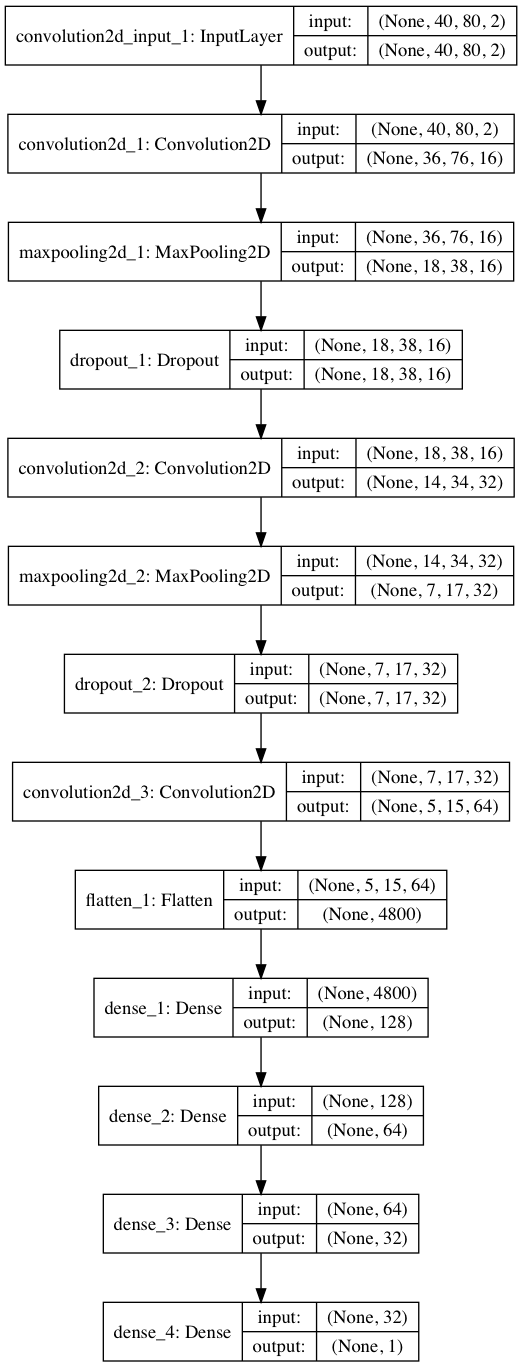 convolution2d_input_1: InputLayer
input: (None, 40, 80, 2)
output: (None, 40, 80, 2)
convolution2d_1: Convolution2D
input: (None, 40, 80, 2)
output: (None, 36, 76, 16)
maxpooling2d_1: MaxPooling2D
input: (None, 36, 76, 16)
output: (None, 18, 38, 16)
dropout_1: Dropout
input: (None, 18, 38, 16)
output: (None, 18, 38, 16)
convolution2d_2: Convolution2D
input: (None, 18, 38, 16)
output: (None, 14, 34, 32)
maxpooling2d_2: MaxPooling2D
input: (None, 14, 34, 32)
output: (None, 7, 17, 32)
dropout_2: Dropout
input: (None, 7, 17, 32)
output: (None, 7, 17, 32)
convolution2d_3: Convolution2D
input: (None, 7, 17, 32)
output: (None, 5, 15, 64)
flatten_1: Flatten
input: (None, 5, 15, 64)
output: (None, 4800)
dense_1: Dense
input: (None, 4800)
output: (None, 128)
dense_2: Dense
input: (None, 128)
output: (None, 64)
dense_3: Dense
input: (None, 64)
output: (None, 32)
dense_4: Dense
input: (None, 32)
output: (None, 1)